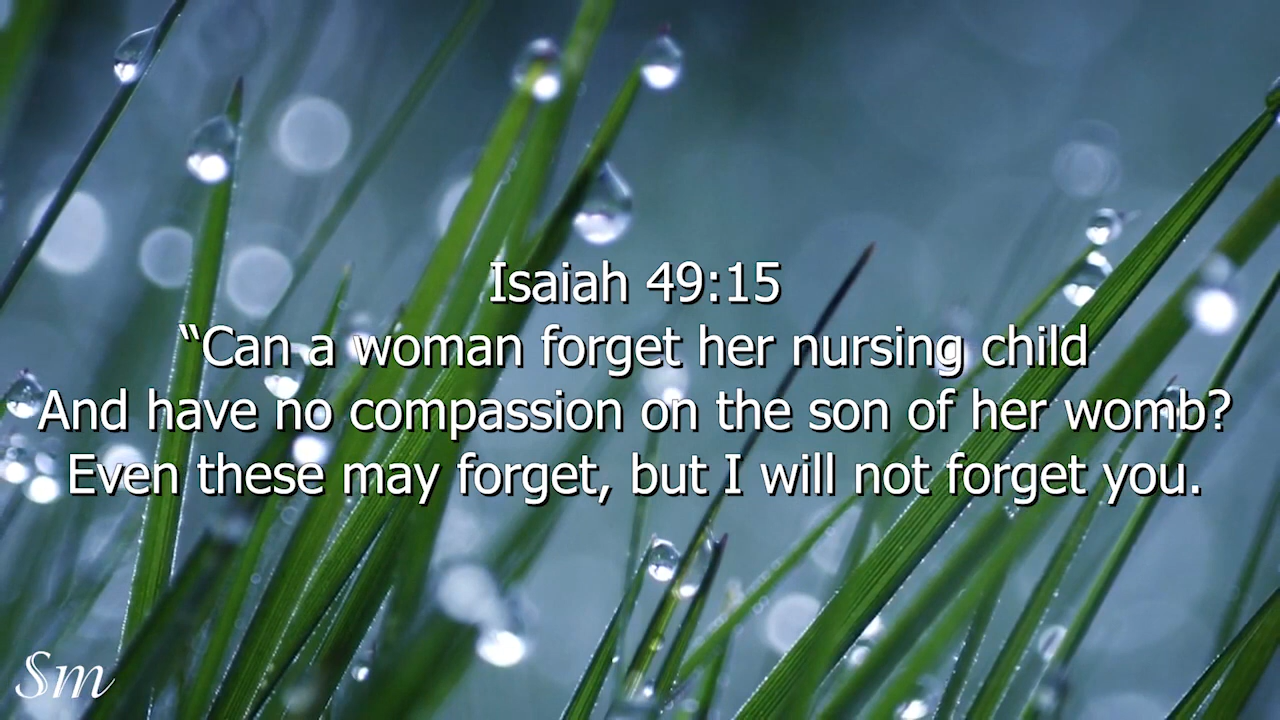 Isaiah 49:15
“Can a woman forget her nursing child
And have no compassion on the son of her womb?
Even these may forget, but I will not forget you.
Sm